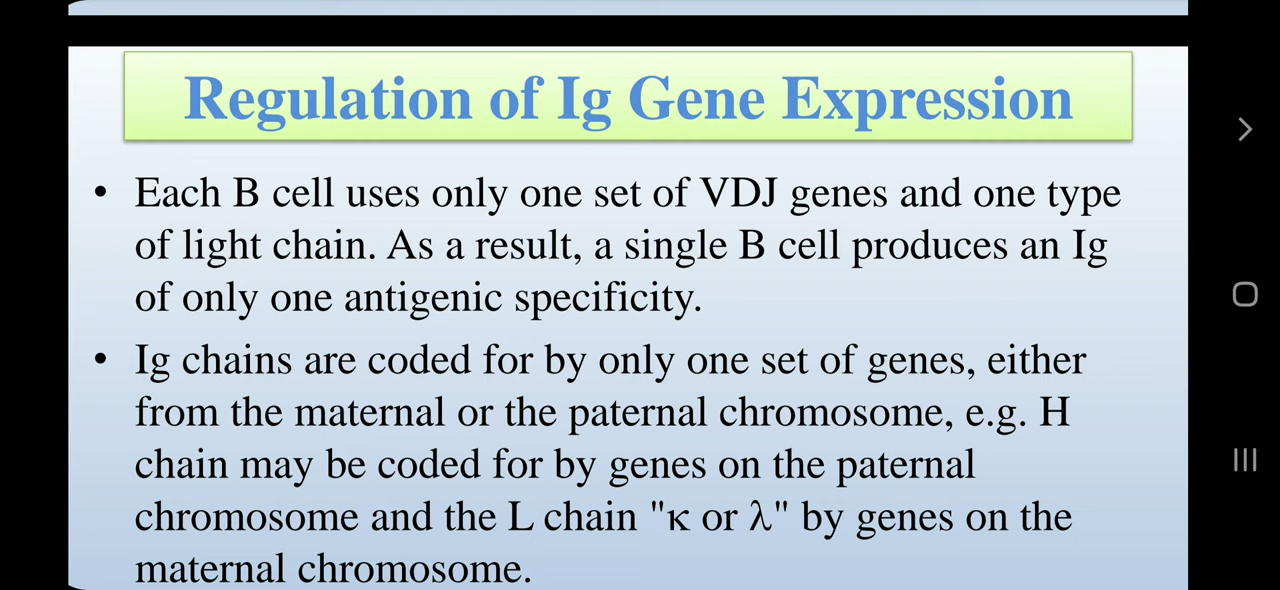 Regulation of Ig Gene Expression
• Each B cell uses only one set of VDJ genes and one type
of light chain. As a result, a single B cell produces an Ig
of only one antigenic specificity.
• Ig chains are coded for by only one set of genes, either
from the maternal or the paternal chromosome, e.g. H
chain may be coded for by genes on the paternal
chromosome and the L chain "κ or λ" by genes on the
maternal chromosome.